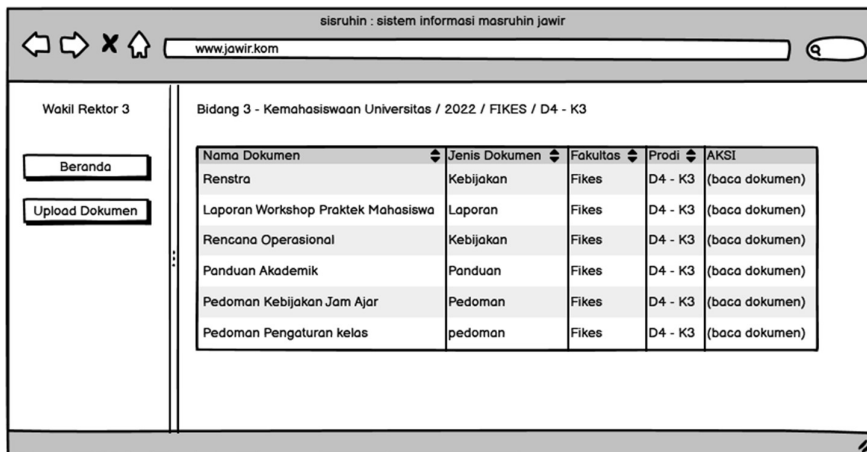 sisruhin : sistem informasi masruhin jawir
www.jawir.kom
Wakil Rektor 3
Beranda
Upload Dokumen
Bidang 3 - Kemahasiswaan Universitas / 2022 / FIKES / D4 - K3
Nama Dokumen Jenis Dokumen Fakultas Prodi AKSI
Renstra Kebijakan Fikes D4 - K3 (baca dokumen)
Laporan Workshop Praktek Mahasiswa Laporan Fikes D4 - K3 (baca dokumen)
Rencana Operasional Kebijakan Fikes D4 - K3 (baca dokumen)
Panduan Akademik Panduan Fikes D4 - K3 (baca dokumen)
Pedoman Kebijakan Jam Ajar Pedoman Fikes D4 - K3 (baca dokumen)
Pedoman Pengaturan kelas pedoman Fikes D4 - K3 (baca dokumen)